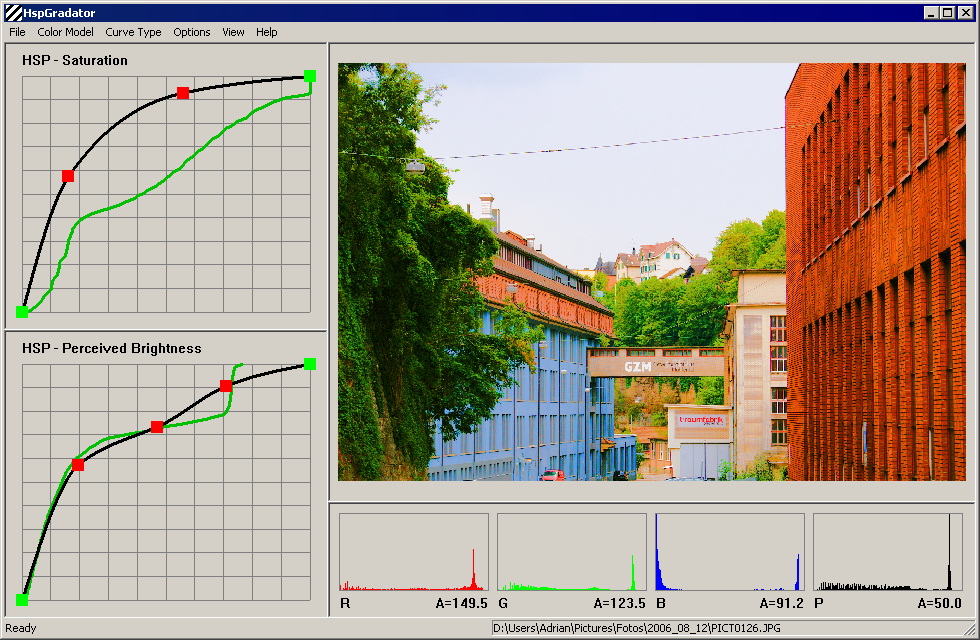 HspGradator
File Color Model Curve Type Options View Help
HSP - Saturation
HSP - Perceived Brightness
GZM
traumfabrik
R A=149.5 G A=123.5 B A=91.2 P A=50.0
Ready D:\Users\Adrian\Pictures\Fotos\2006_08_12\PICT0126.JPG